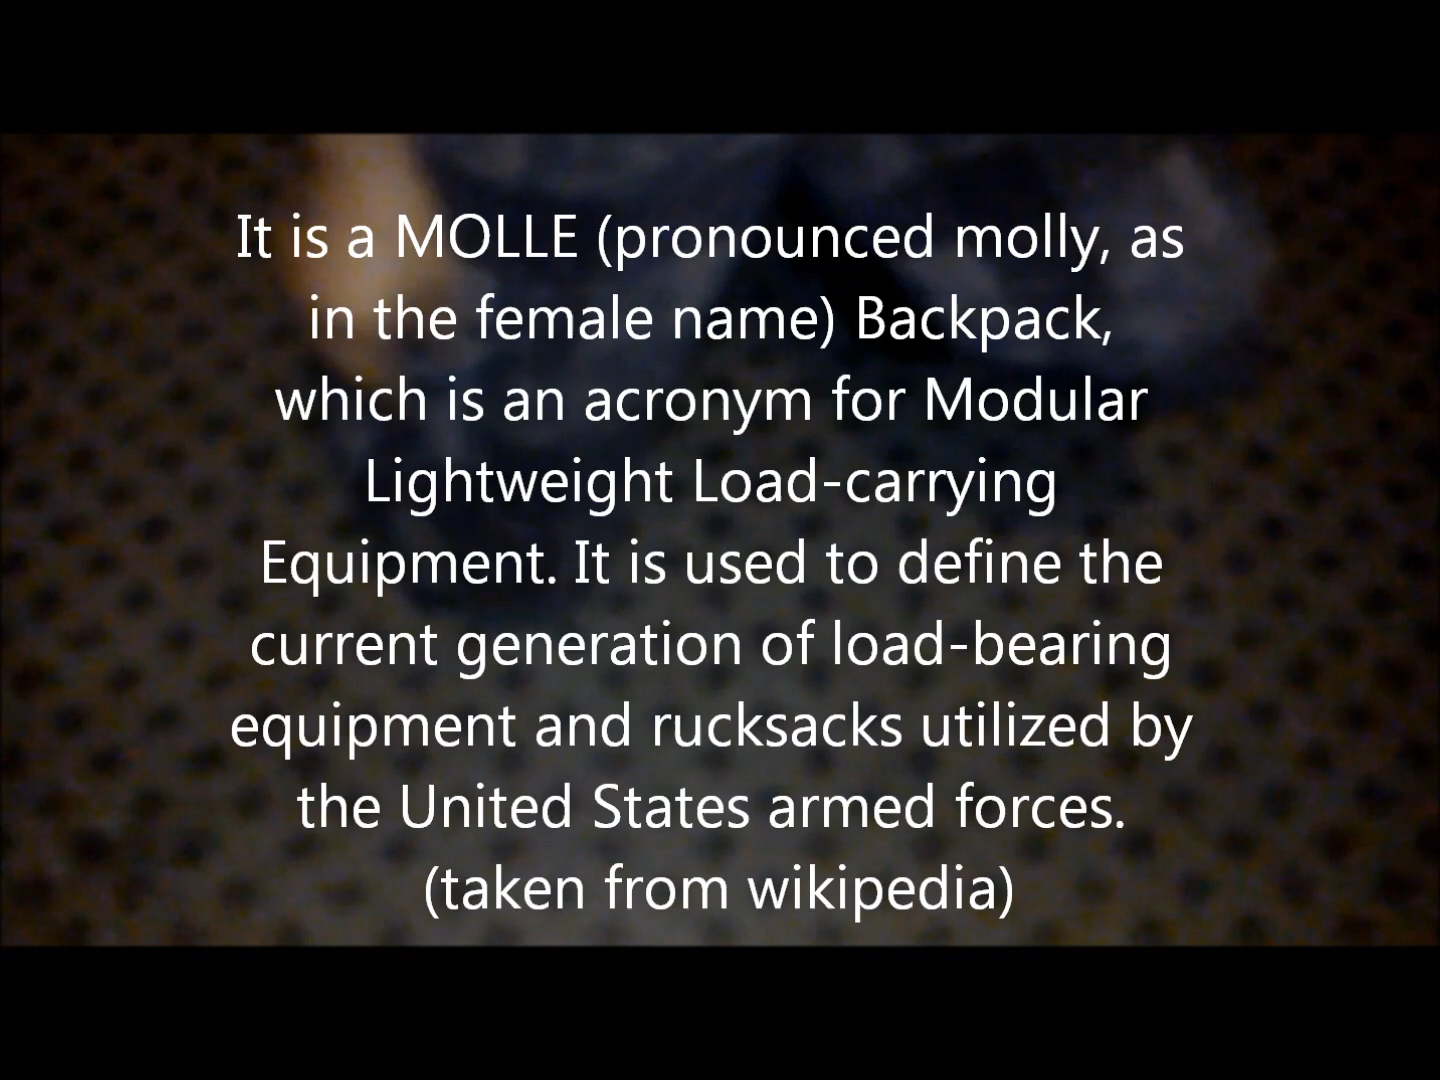 It is a MOLLE (pronounced molly, as
in the female name) Backpack,
which is an acronym for Modular
Lightweight Load-carrying
Equipment. It is used to define the
current generation of load-bearing
equipment and rucksacks utilized by
the United States armed forces.
(taken from wikipedia)